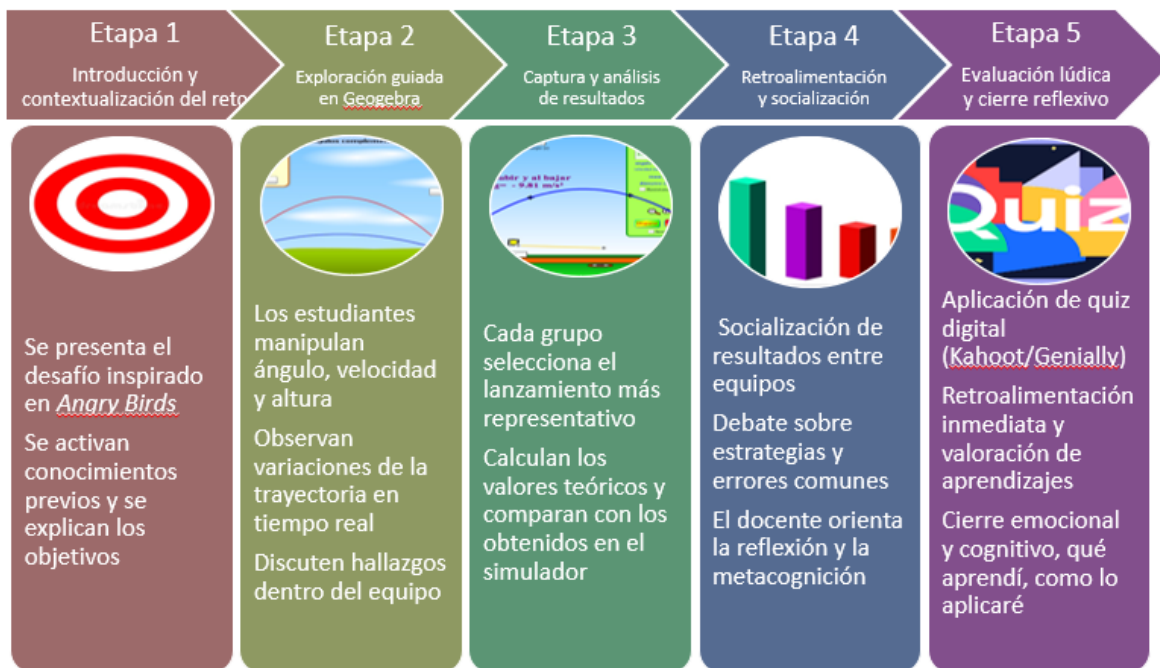 Etapa 1
Introducción y
contextualización del reto
Etapa 2
Exploración guiada
en Geogebra
Etapa 3
Captura y análisis
de resultados
Etapa 4
Retroalimentación
y socialización
Etapa 5
Evaluación lúdica
y cierre reflexivo
Se presenta el
desafío inspirado
en Angry Birds
Se activan
conocimientos
previos y se
explican los
objetivos
Los estudiantes
manipulan
ángulo, velocidad
y altura
Observan
variaciones de la
trayectoria en
tiempo real
Discuten hallazgos
dentro del equipo
bir y al bajar
= - 9.81 m/s²
Cada grupo
selecciona el
lanzamiento más
representativo
Calculan los
valores teóricos y
comparan con los
obtenidos en el
simulador
Socialización de
resultados entre
equipos
Debate sobre
estrategias y
errores comunes
El docente orienta
la reflexión y la
metacognición
Quiz
Aplicación de quiz
digital
(Kahoot/Genially)
Retroalimentación
inmediata y
valoración de
aprendizajes
Cierre emocional
y cognitivo, qué
aprendí, como lo
aplicaré